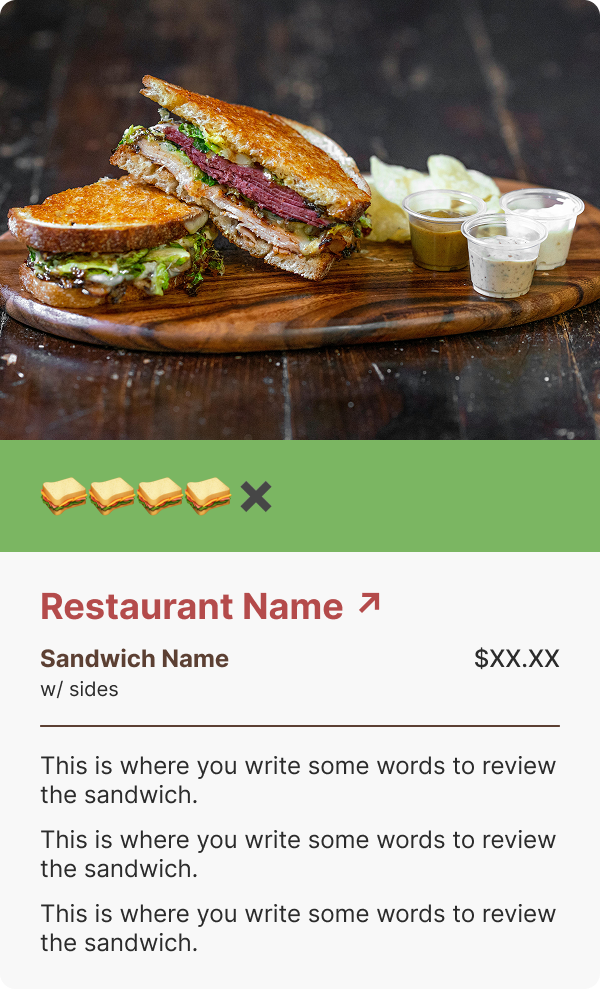 Restaurant Name ↗
Sandwich Name $XX.XX
w/ sides
This is where you write some words to review
the sandwich.
This is where you write some words to review
the sandwich.
This is where you write some words to review
the sandwich.